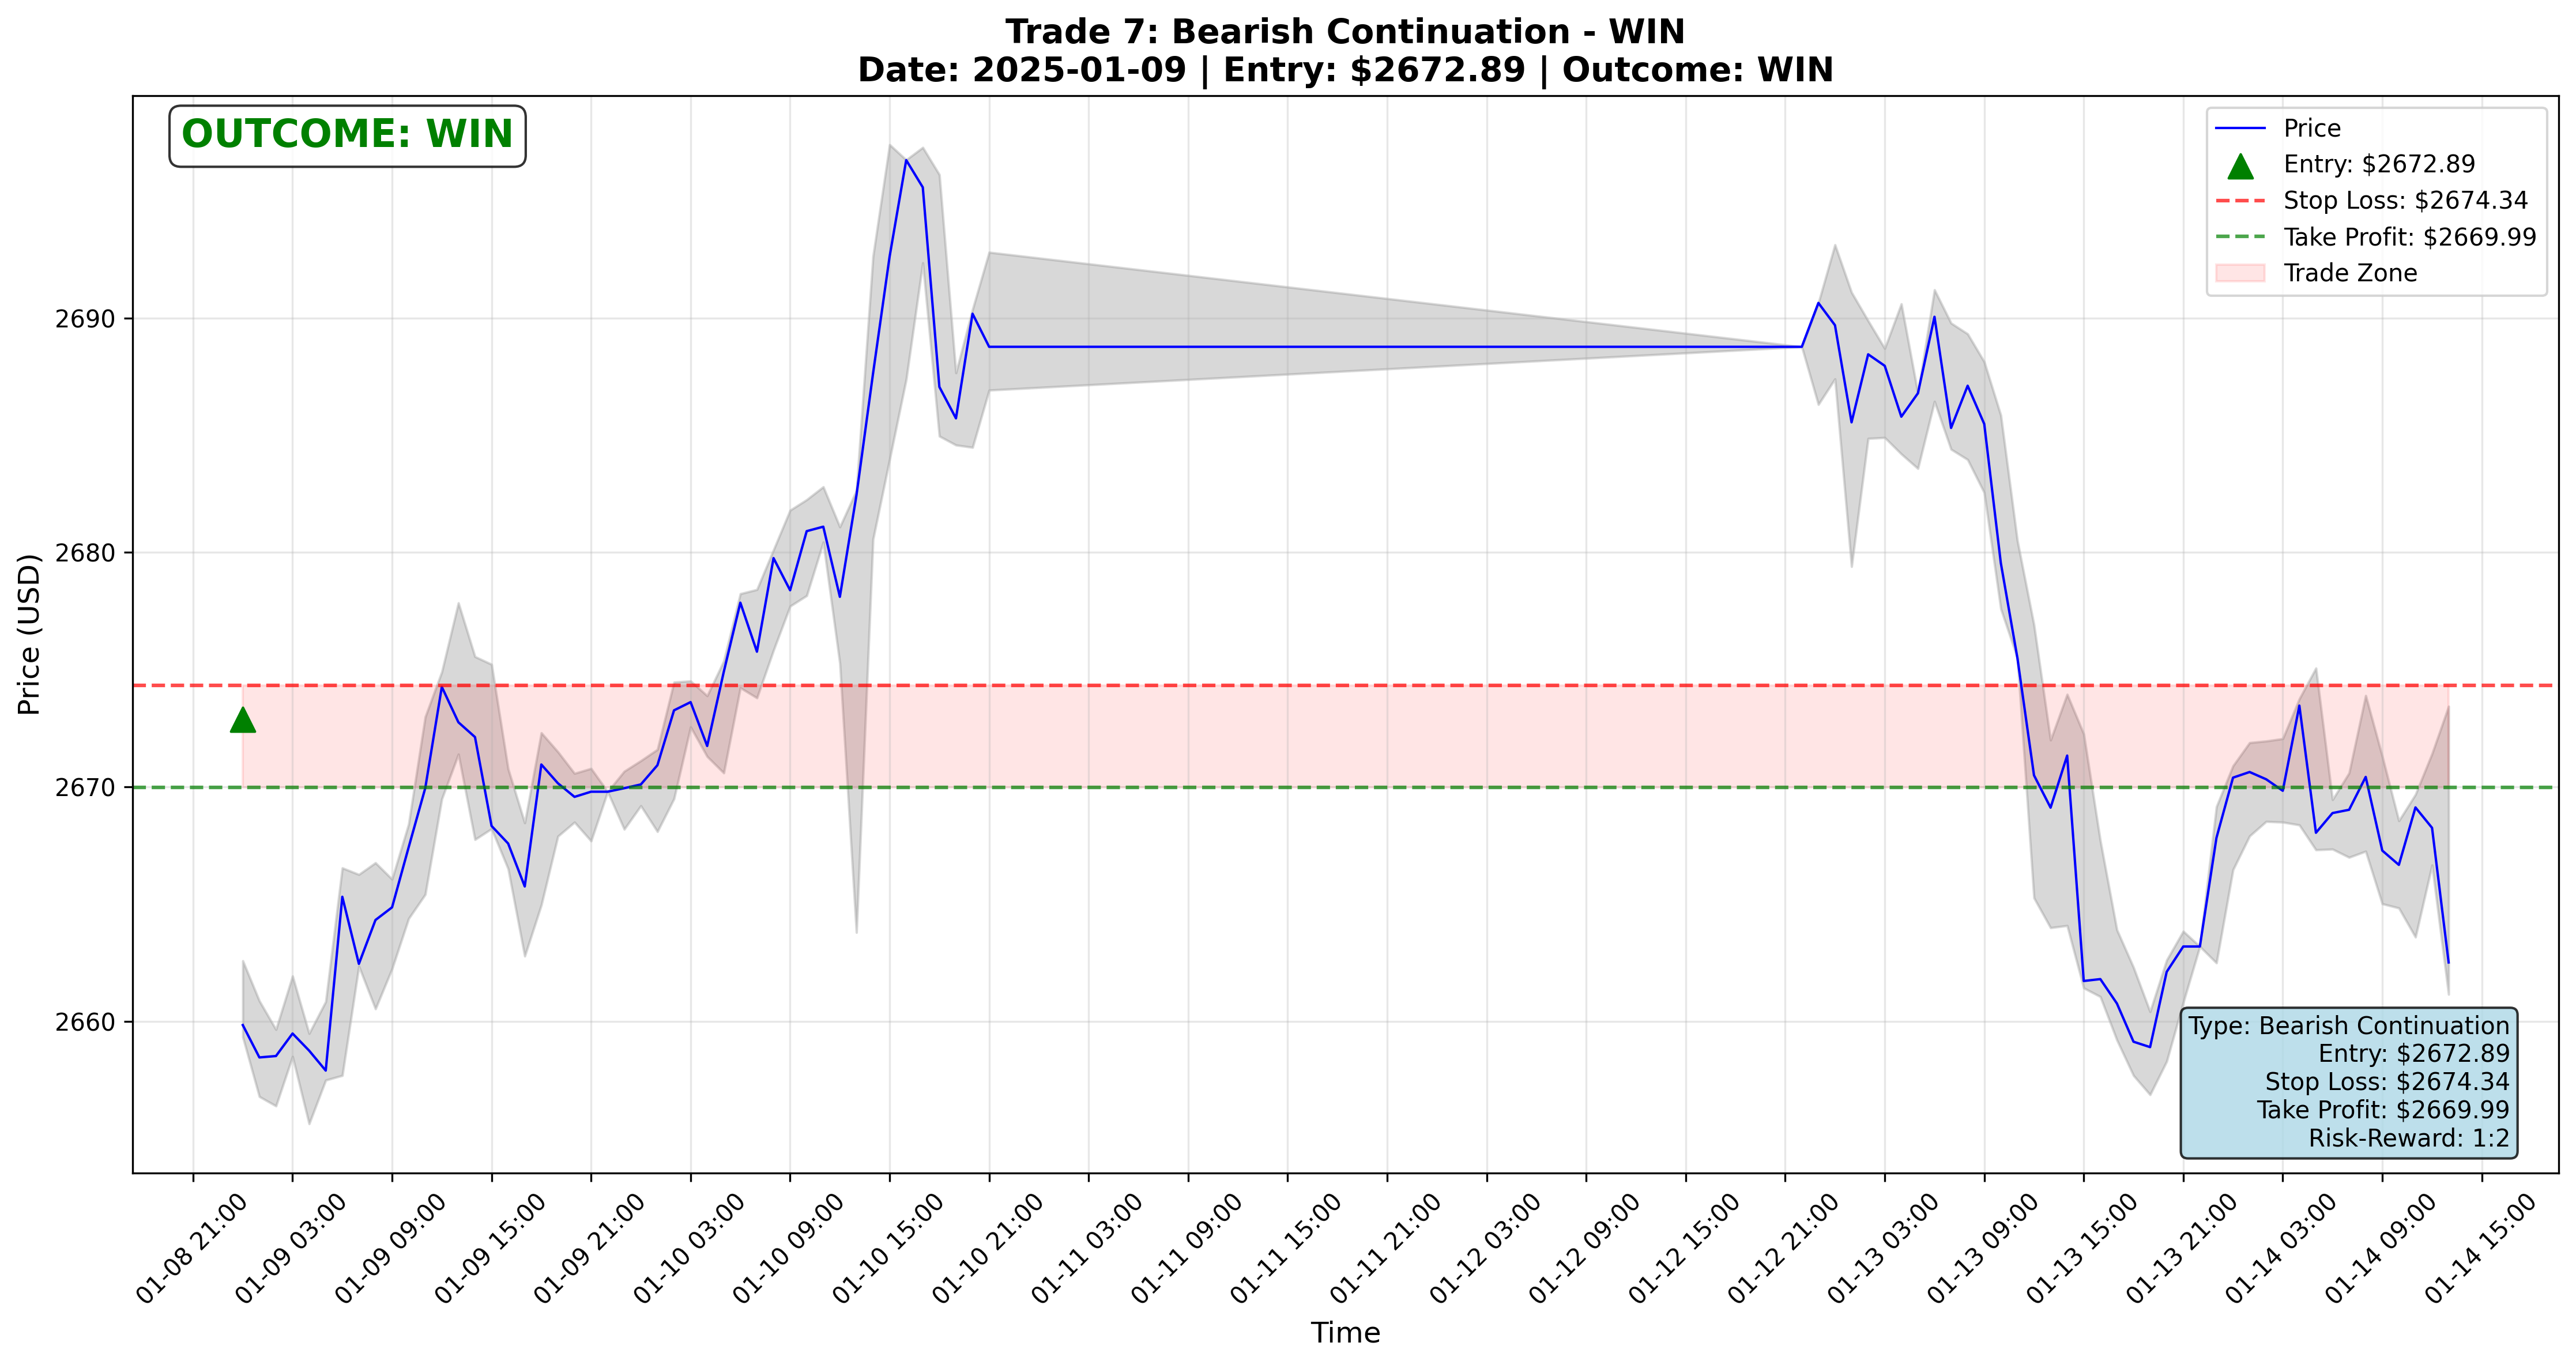 Trade 7: Bearish Continuation - WIN
Date: 2025-01-09 | Entry: $2672.89 | Outcome: WIN
OUTCOME: WIN
Price
Entry: $2672.89
Stop Loss: $2674.34
Take Profit: $2669.99
Trade Zone
Price (USD)
2690
2680
2670
2660
Type: Bearish Continuation
Entry: $2672.89
Stop Loss: $2674.34
Take Profit: $2669.99
Risk-Reward: 1:2
01-08 21:00
01-09 03:00
01-09 09:00
01-09 15:00
01-09 21:00
01-10 03:00
01-10 09:00
01-10 15:00
01-10 21:00
01-11 03:00
01-11 09:00
01-11 15:00
01-11 21:00
01-12 03:00
01-12 09:00
01-12 15:00
01-12 21:00
01-13 03:00
01-13 09:00
01-13 15:00
01-13 21:00
01-14 03:00
01-14 09:00
01-14 15:00
Time